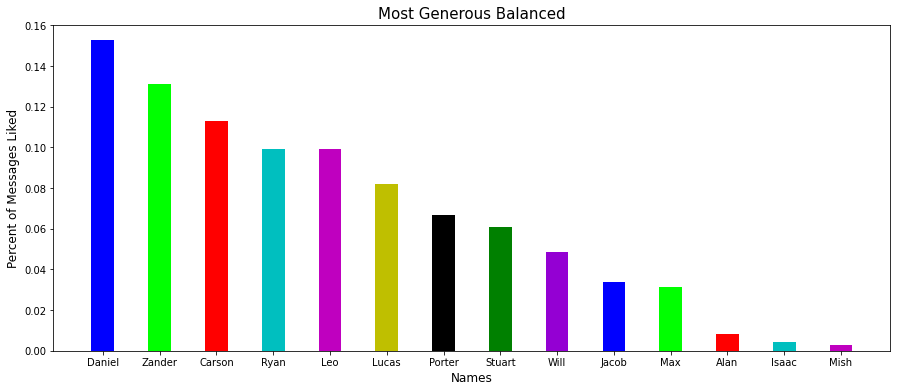 Most Generous Balanced
Percent of Messages Liked
0.16
0.14
0.12
0.10
0.08
0.06
0.04
0.02
0.00
Daniel Zander Carson Ryan Leo Lucas Porter Stuart Will Jacob Max Alan Isaac Mish
Names